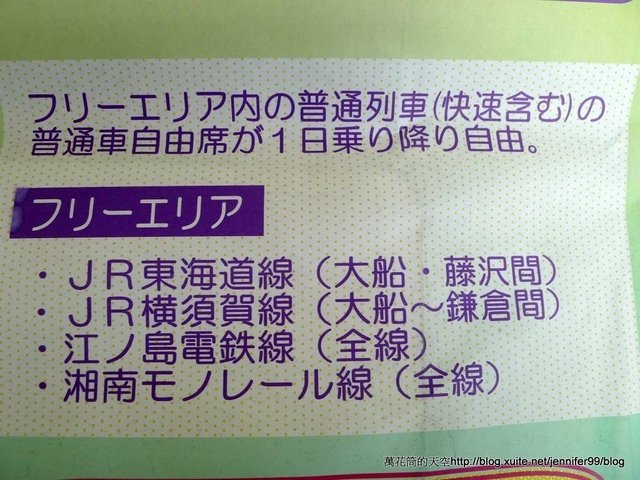 フリーエリア内の普通列車(快速含む)の
普通車自由席が1日乗り降り自由。
フリーエリア
・JR東海道線(大船・藤沢間)
・JR横須賀線(大船~鎌倉間)
・江ノ島電鉄線(全線)
・湘南モノレール線(全線)
萬花筒的天空http://blog.xuite.net/jennifer99/blog